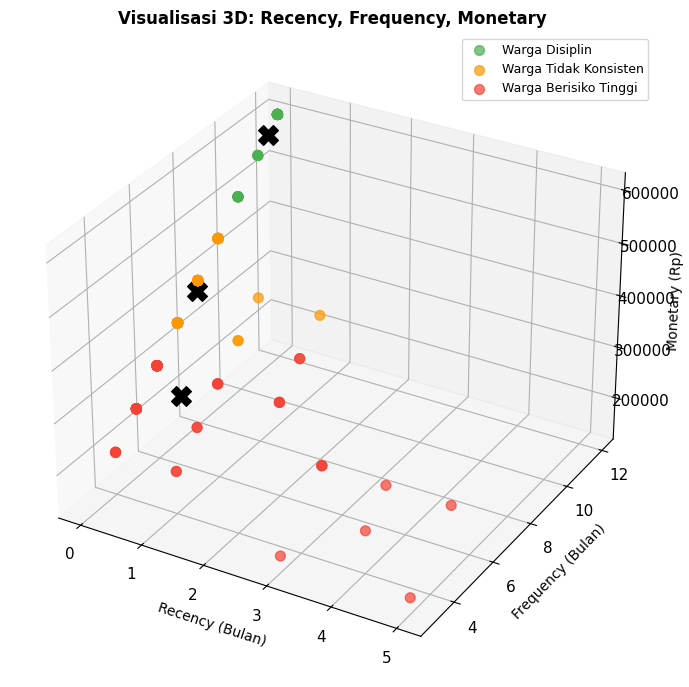 Visualisasi 3D: Recency, Frequency, Monetary
Warga Disiplin
Warga Tidak Konsisten
Warga Berisiko Tinggi
600000
500000
400000
300000
200000
Monetary (Rp)
12
10
8
6
4
Frequency (Bulan)
0
1
2
3
4
5
Recency (Bulan)